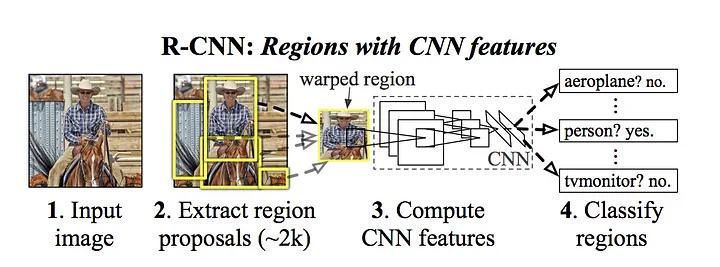 R-CNN: Regions with CNN features
warped region
aeroplane? no.
person? yes.
tvmonitor? no.
CNN
1. Input
image
2. Extract region
proposals (~2k)
3. Compute
CNN features
4. Classify
regions